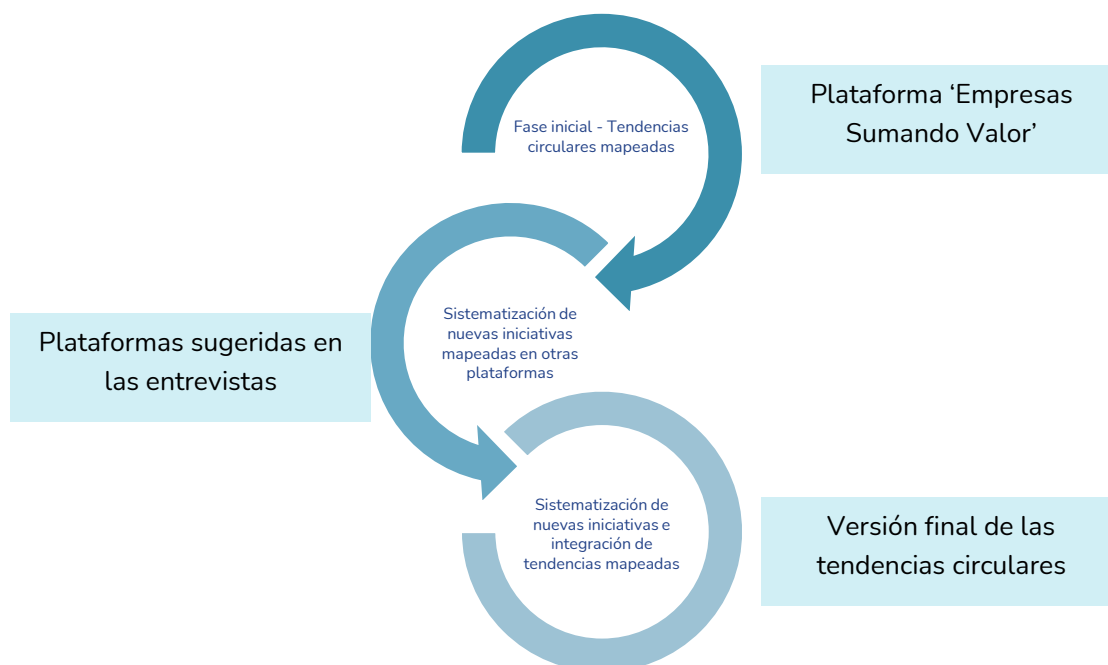 Fase inicial - Tendencias
circulares mapeadas
Plataforma ‘Empresas
Sumando Valor’
Sistematización de
nuevas iniciativas
mapeadas en otras
plataformas
Plataformas sugeridas en
las entrevistas
Sistematización de
nuevas iniciativas e
integración de
tendencias mapeadas
Versión final de las
tendencias circulares